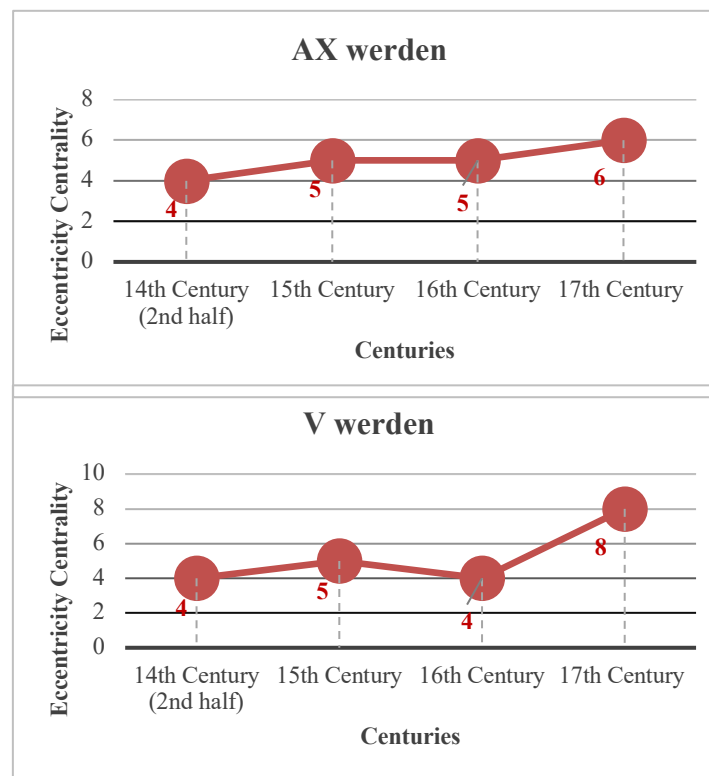 AX werden
Eccentricity Centrality
8
6
4
2
0
4
5
5
6
14th Century (2nd half)
15th Century
16th Century
17th Century
Centuries
V werden
Eccentricity Centrality
10
8
6
4
2
0
4
5
4
8
14th Century (2nd half)
15th Century
16th Century
17th Century
Centuries